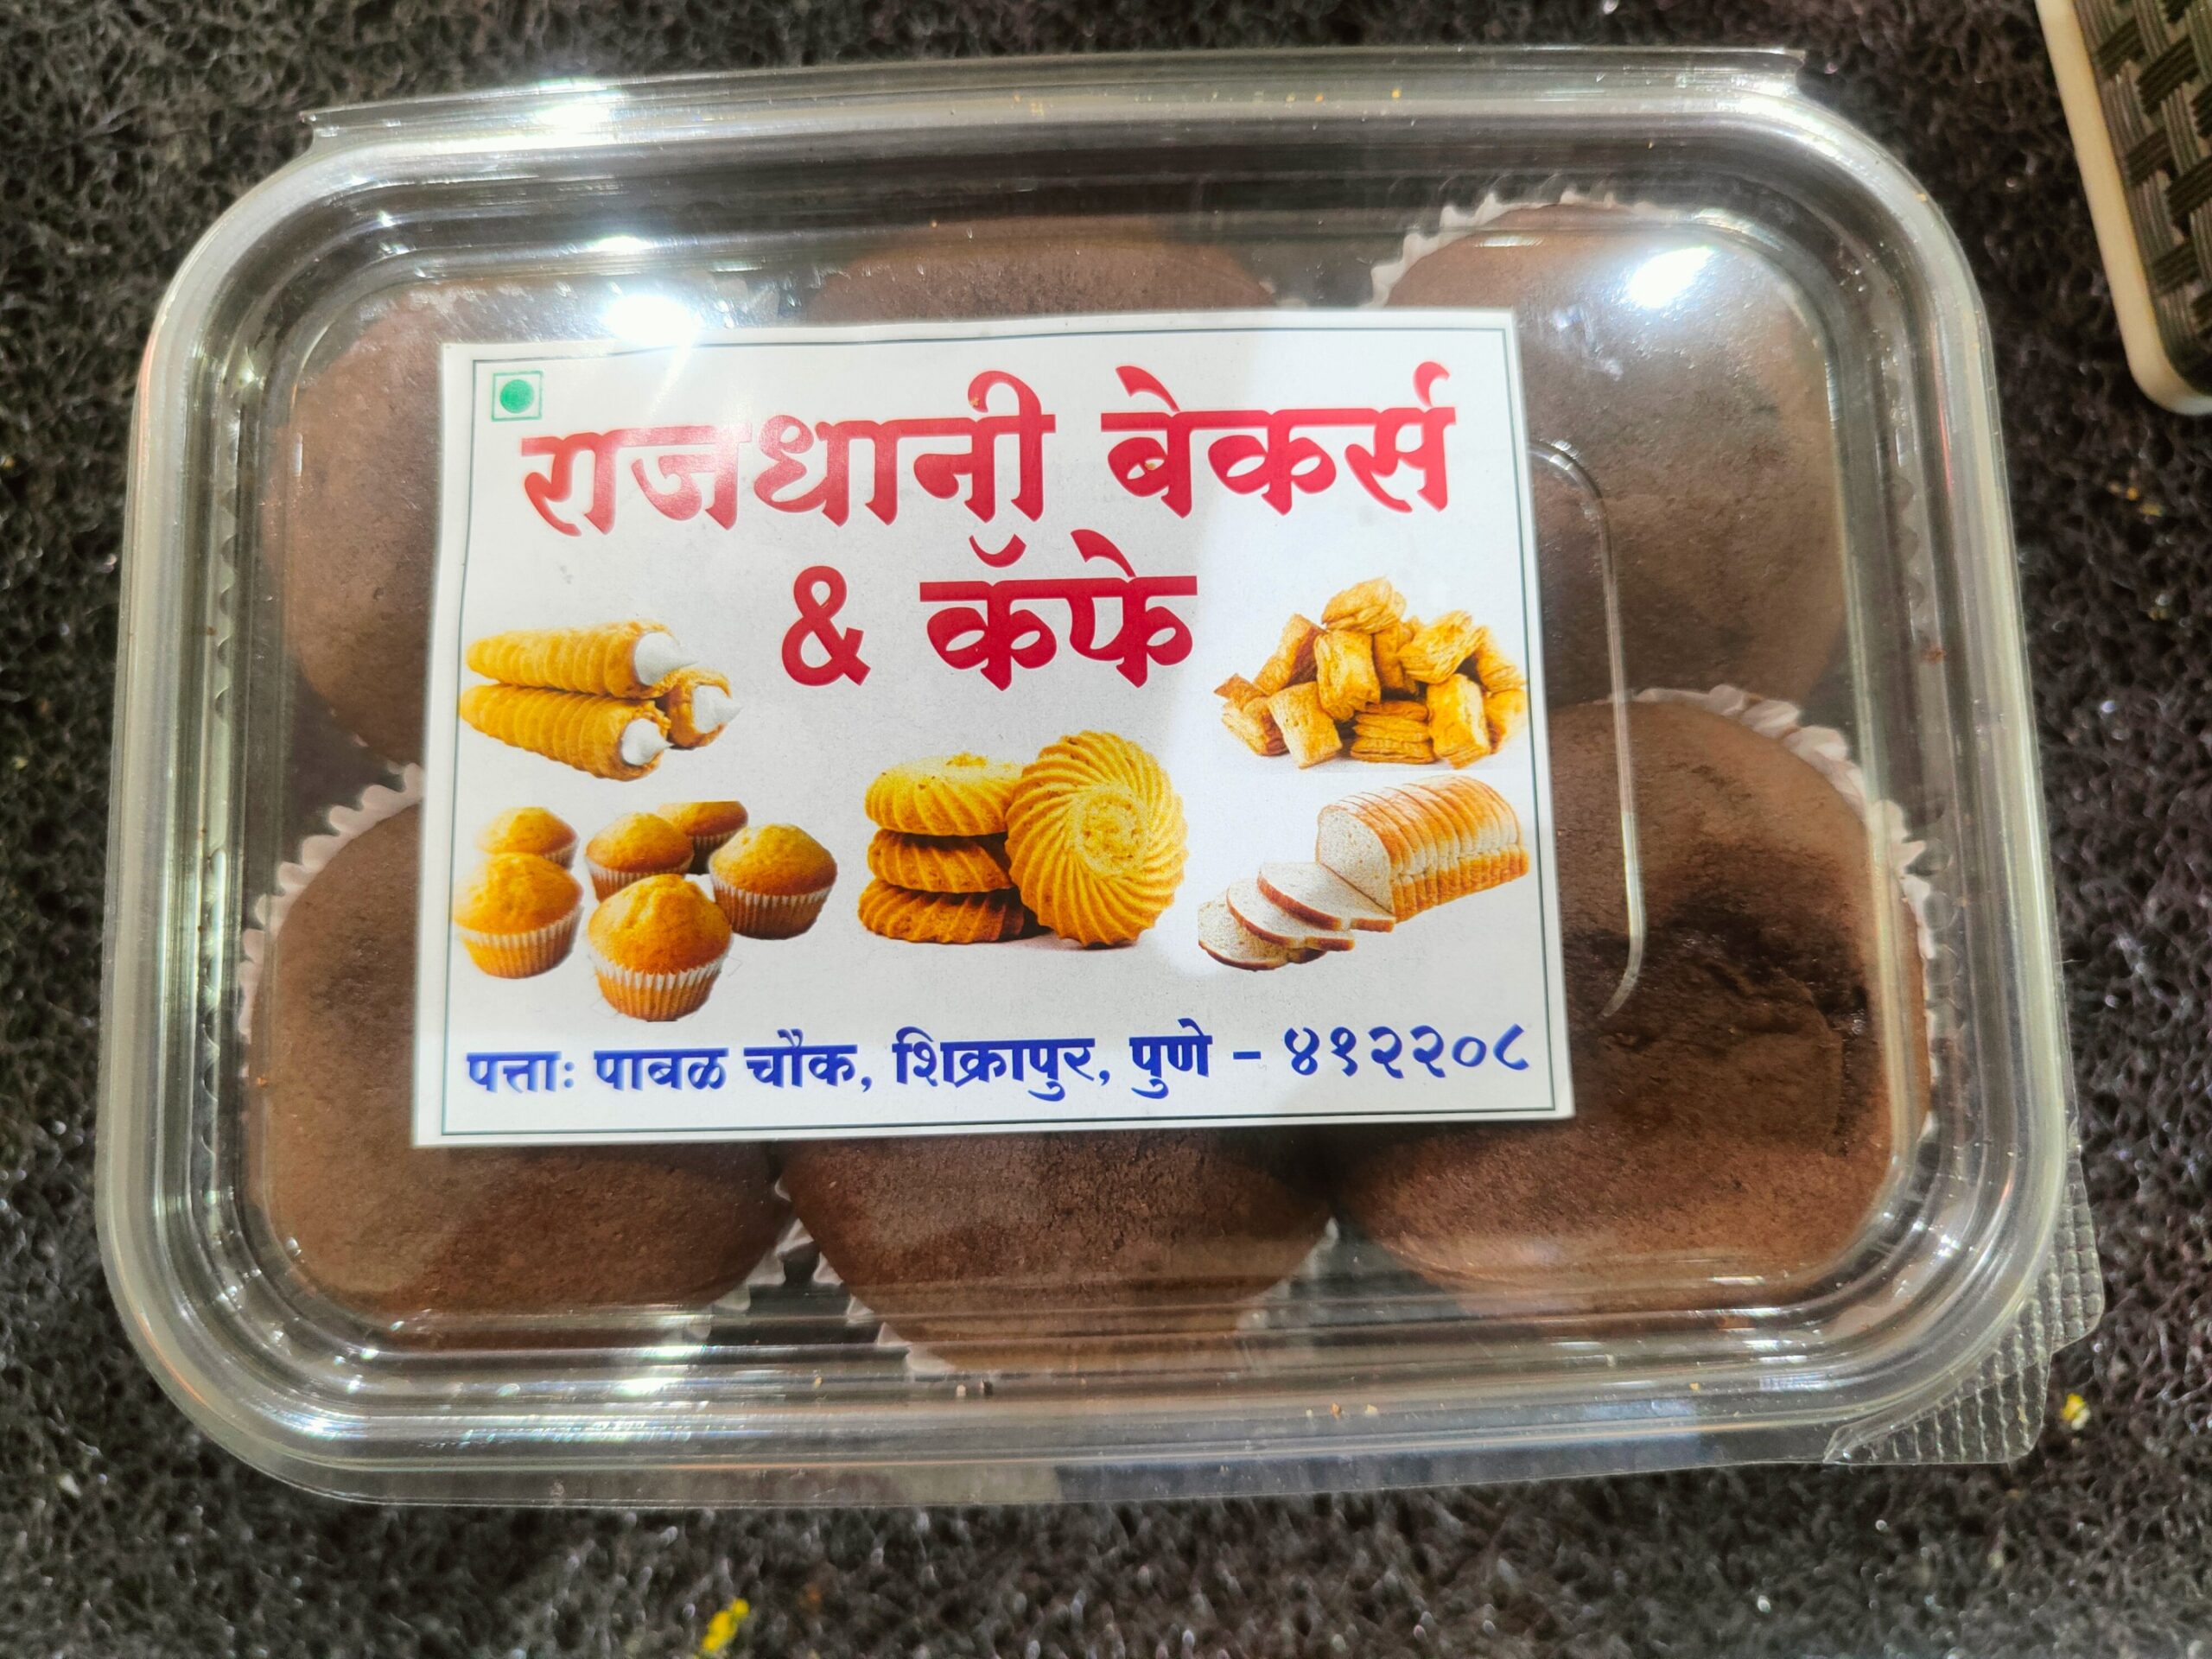 राजधानी बेकर्स
& कॅफे
पत्ताः पाबळ चौक, शिक्रापुर, पुणे - ४१२२०८